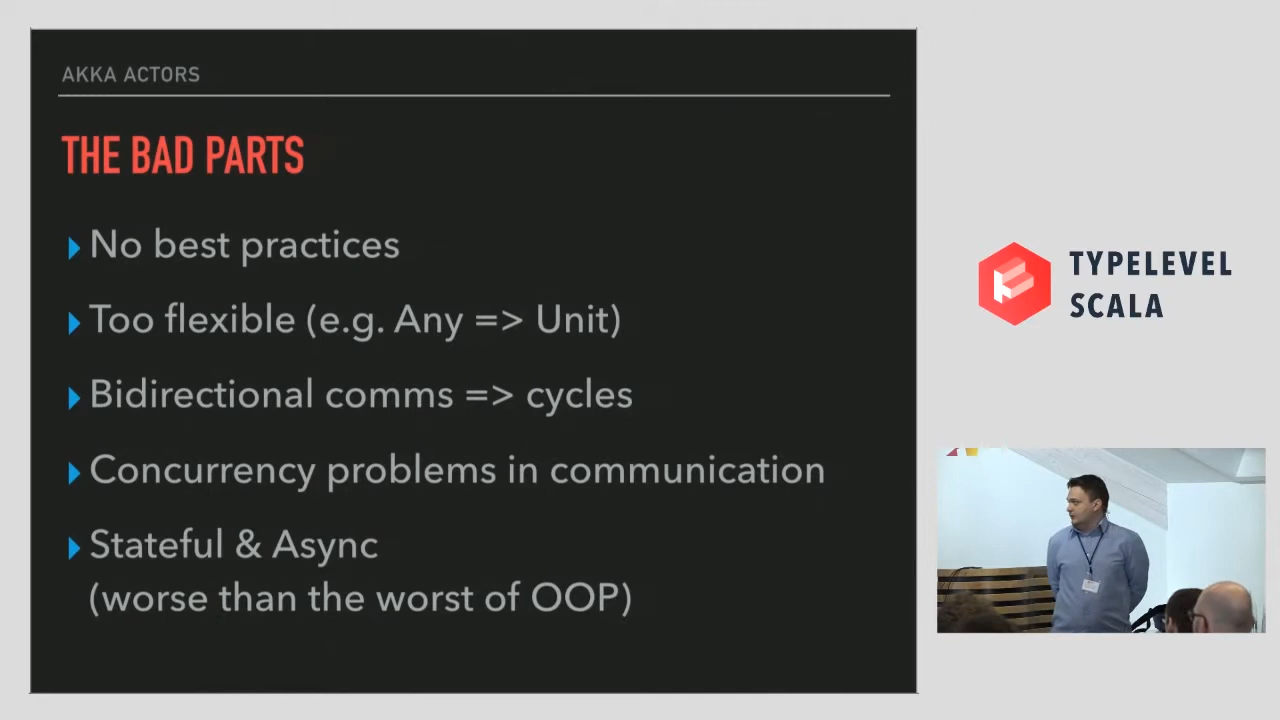 AKKA ACTORS
THE BAD PARTS
No best practices
Too flexible (e.g. Any => Unit)
Bidirectional comms => cycles
Concurrency problems in communication
Stateful & Async
(worse than the worst of OOP)
TYPELEVEL
SCALA